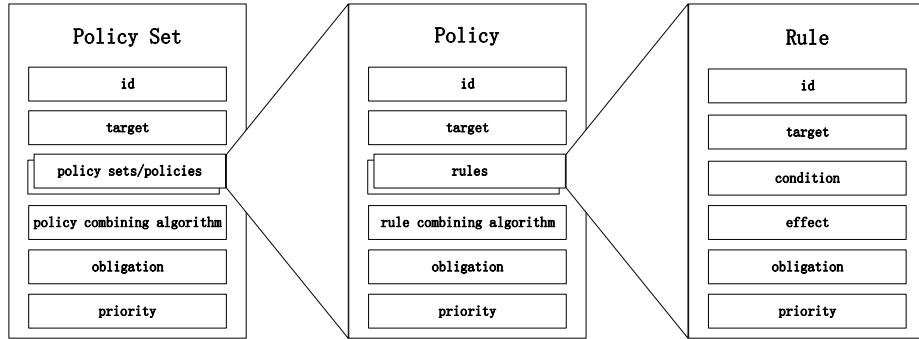 Policy Set
id
target
policy sets/policies
policy combining algorithm
obligation
priority
Policy
id
target
rules
rule combining algorithm
obligation
priority
Rule
id
target
condition
effect
obligation
priority